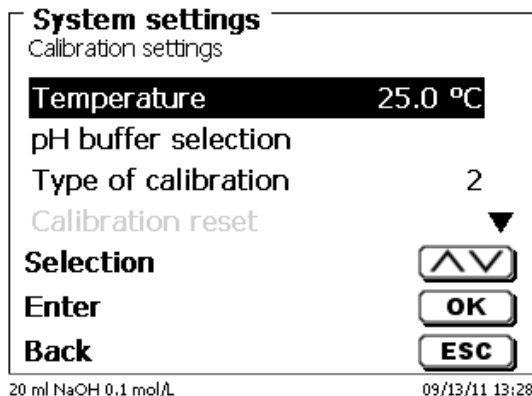 System settings
Calibration settings
Temperature 25.0 ºC
pH buffer selection
Type of calibration 2
Calibration reset
Selection
Enter OK
Back ESC
20 ml NaOH 0.1 mol/L 09/13/11 13:28